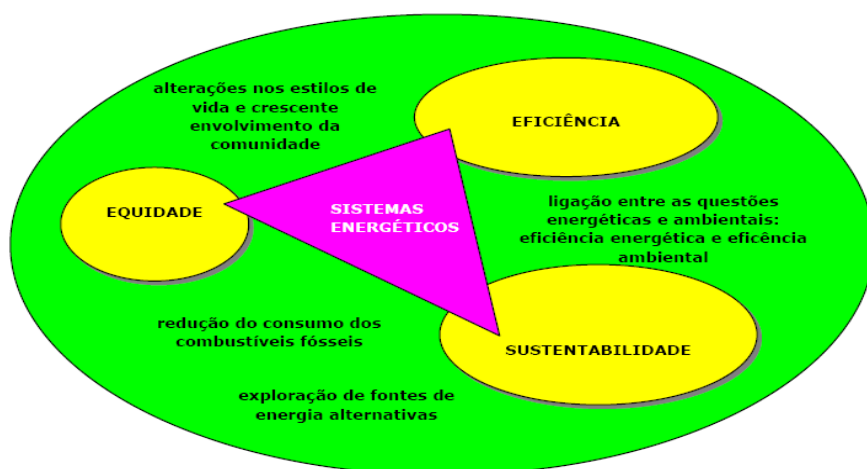 alterações nos estilos de
vida e crescente
envolvimento da
comunidade
EFICIÊNCIA
EQUIDADE
SISTEMAS
ENERGÉTICOS
ligação entre as questões
energéticas e ambientais:
eficiência energética e eficência
ambiental
redução do consumo dos
combustíveis fósseis
SUSTENTABILIDADE
exploração de fontes de
energia alternativas